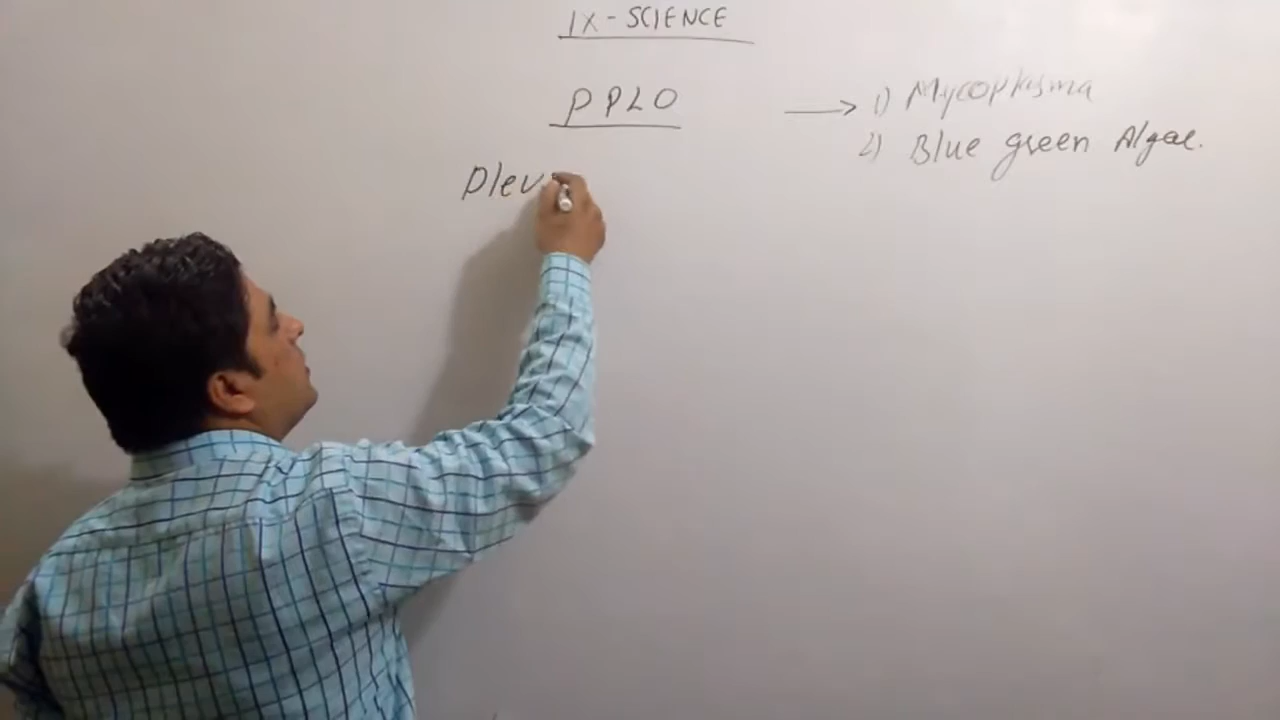 IX-SCIENCE
PPLO
→ 1) Mycoplasma
2) Blue green Algae.
Pleu